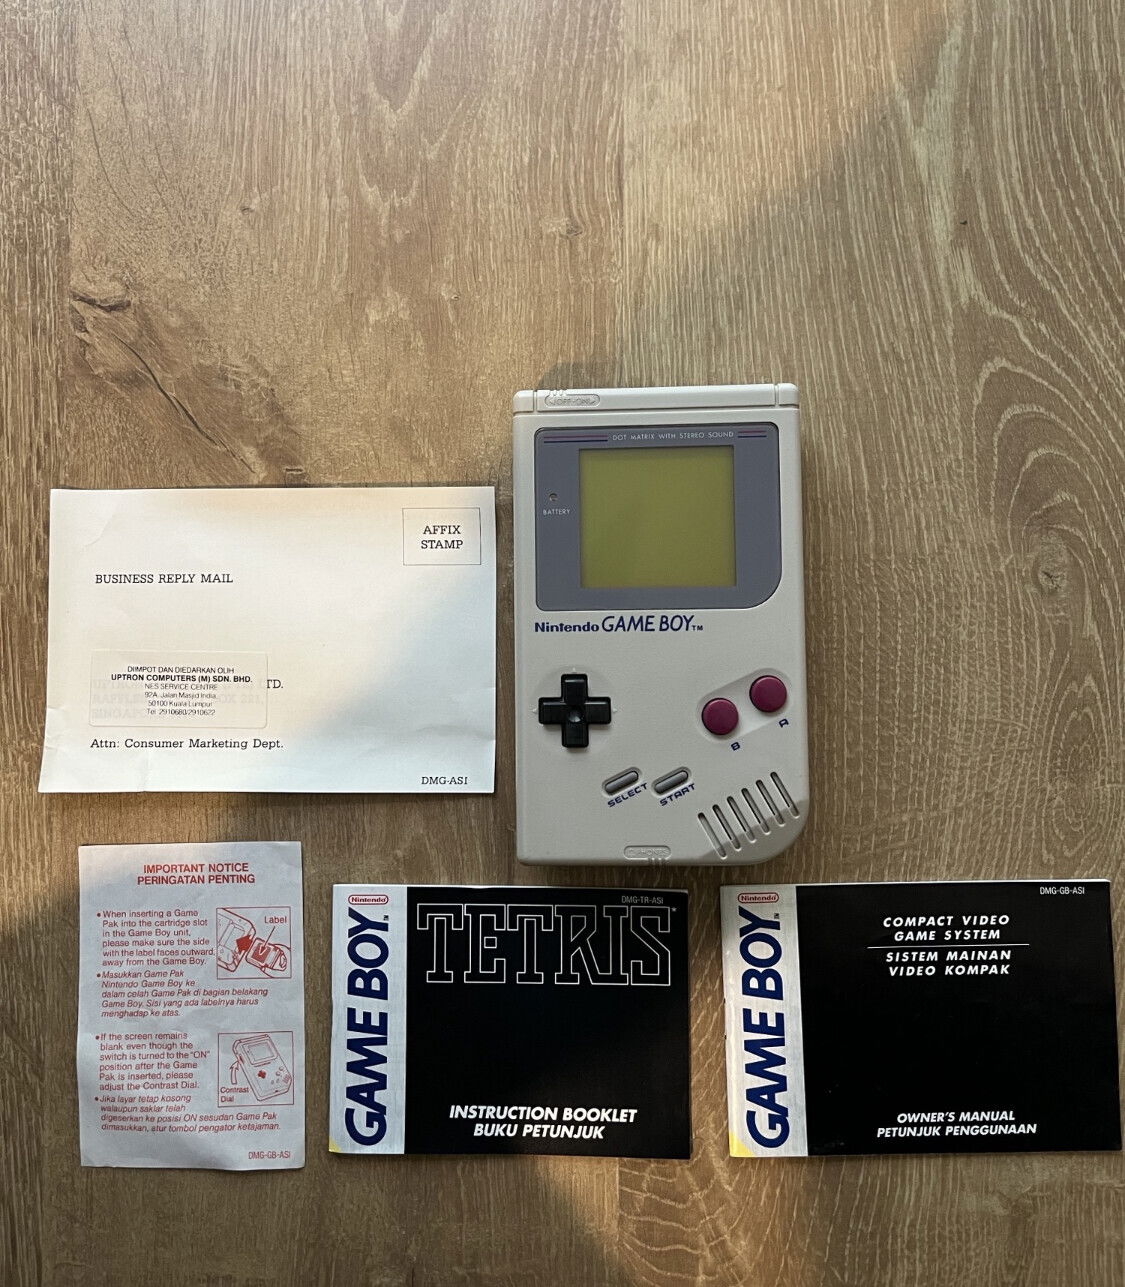 OFF•ON
DOT MATRIX WITH STEREO SOUND
BATTERY
Nintendo GAME BOY TM
B
A
SELECT
START
PHONES
AFFIX
STAMP
BUSINESS REPLY MAIL
DIIMPOT DAN DIEDARKAN OLIH
UPTRON COMPUTERS (M) SDN. BHD.
NES SERVICE CENTRE
92A, Jalan Masjid India,
50100 Kuala Lumpur
Tel: 2910680/2910622
TD.
Attn: Consumer Marketing Dept.
DMG-ASI
IMPORTANT NOTICE
PERINGATAN PENTING
• When inserting a Game
Pak into the cartridge slot
in the Game Boy unit,
please make sure the side
with the label faces outward,
away from the Game Boy.
Label
• Masukkan Game Pak
Nintendo Game Boy ke
dalam celah Game Pak di bagian belakang
Game Boy. Sisi yang ada labelnya harus
menghadap ke atas.
• If the screen remains
blank even though the
switch is turned to the "ON"
position after the Game
Pak is inserted, please
adjust the Contrast Dial.
Contrast
Dial
• Jika layar tetap kosong
walaupun saklar telah
digeserkan ke posisi ON sesudah Game Pak
dimasukkan, atur tombol pengator ketajaman.
DMG-GB-ASI
Nintendo
GAME BOY TM
DMG-TR-ASI
TETRIS
INSTRUCTION BOOKLET
BUKU PETUNJUK
Nintendo
GAME BOY TM
DMG-GB-ASI
COMPACT VIDEO
GAME SYSTEM
SISTEM MAINAN
VIDEO KOMPAK
OWNER'S MANUAL
PETUNJUK PENGGUNAAN